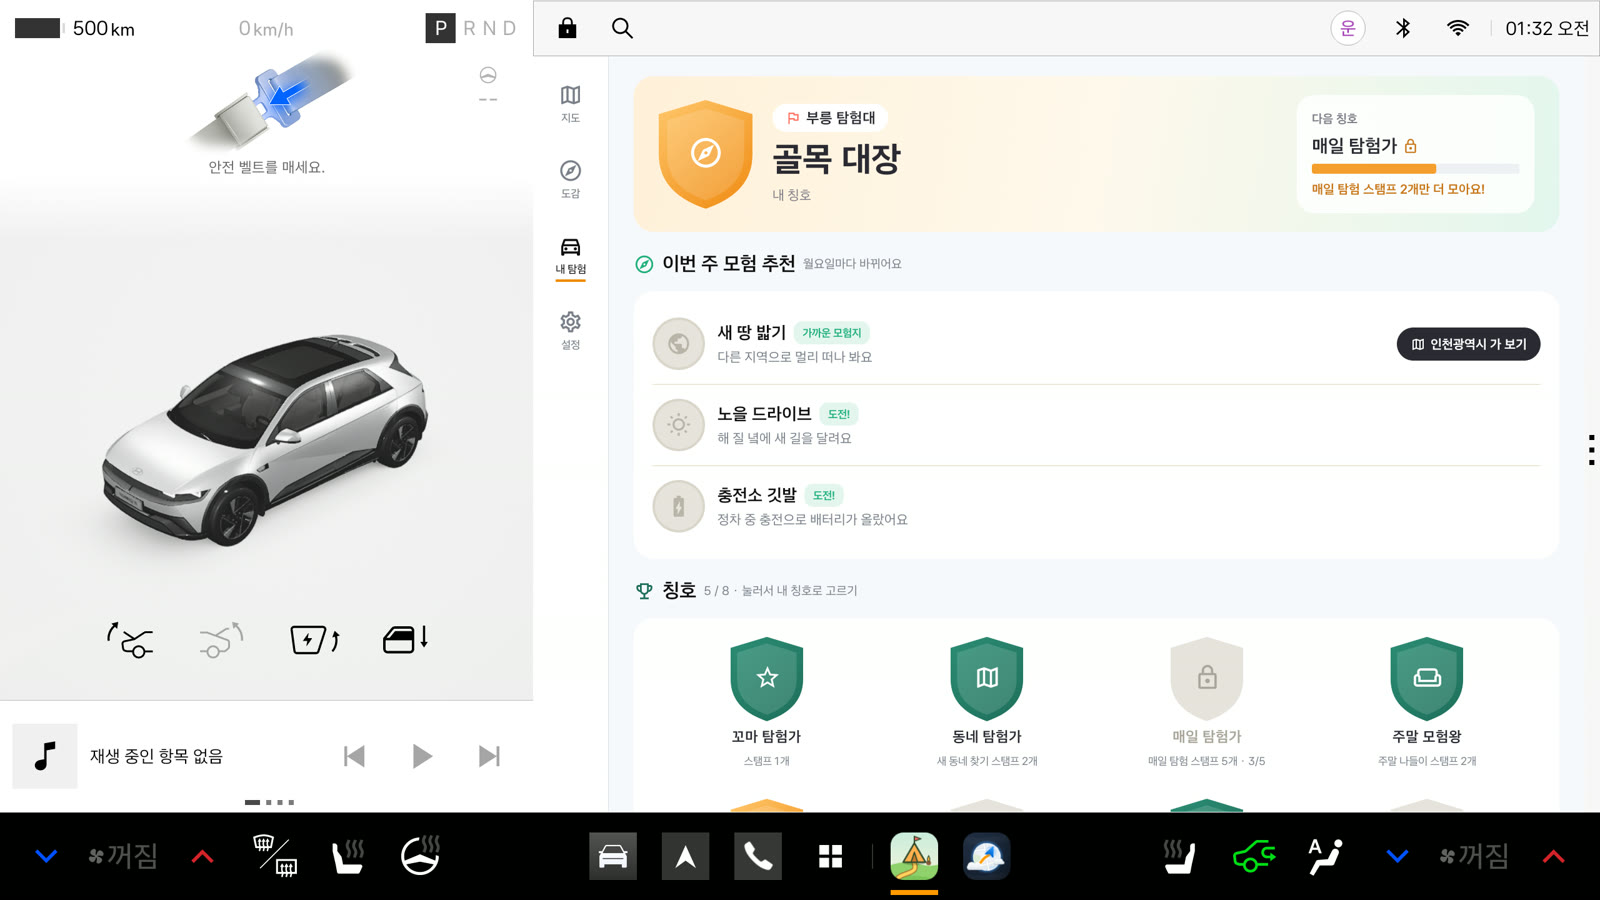 500 km
0 km/h
P R N D
운
01:32 오전
--
안전 벨트를 매세요.
재생 중인 항목 없음
지도
도감
내 탐험
설정
부릉 탐험대
골목 대장
내 칭호
다음 칭호
매일 탐험가
매일 탐험 스탬프 2개만 더 모아요!
이번 주 모험 추천 월요일마다 바뀌어요
새 땅 밟기 가까운 모험지
다른 지역으로 멀리 떠나 봐요
인천광역시 가 보기
노을 드라이브 도전!
해 질 녘에 새 길을 달려요
충전소 깃발 도전!
정차 중 충전으로 배터리가 올랐어요
칭호 5 / 8 · 눌러서 내 칭호로 고르기
꼬마 탐험가
스탬프 1개
동네 탐험가
새 동네 찾기 스탬프 2개
매일 탐험가
매일 탐험 스탬프 5개 · 3/5
주말 모험왕
주말 나들이 스탬프 2개
꺼짐
A
꺼짐